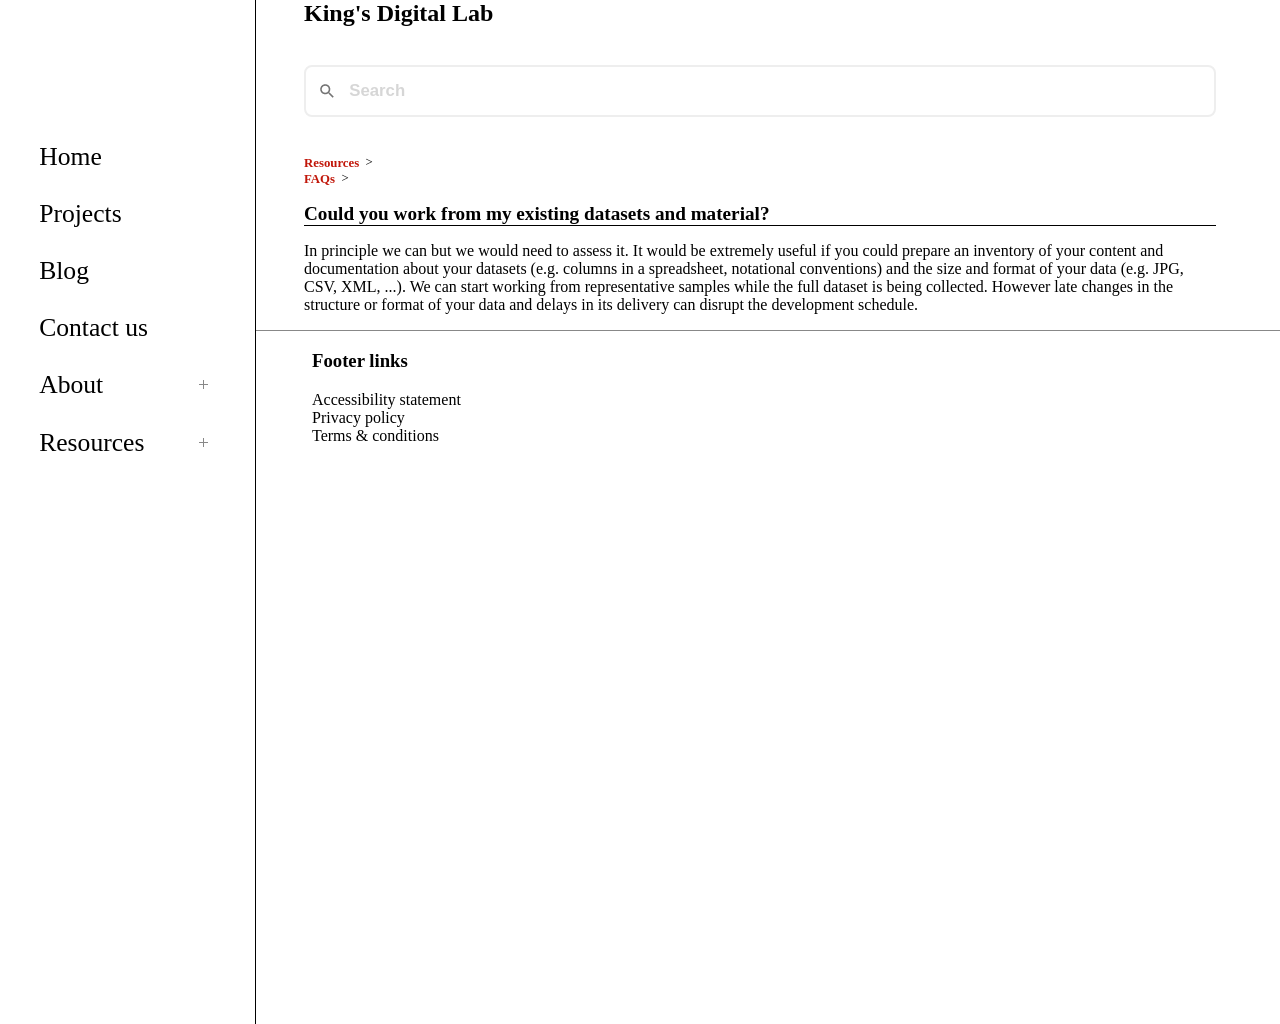 King's Digital Lab
Search
Home
Projects
Blog
Contact us
About +
Resources +
Resources >
FAQs >
Could you work from my existing datasets and material?
In principle we can but we would need to assess it. It would be extremely useful if you could prepare an inventory of your content and
documentation about your datasets (e.g. columns in a spreadsheet, notational conventions) and the size and format of your data (e.g. JPG,
CSV, XML, ...). We can start working from representative samples while the full dataset is being collected. However late changes in the
structure or format of your data and delays in its delivery can disrupt the development schedule.
Footer links
Accessibility statement
Privacy policy
Terms & conditions